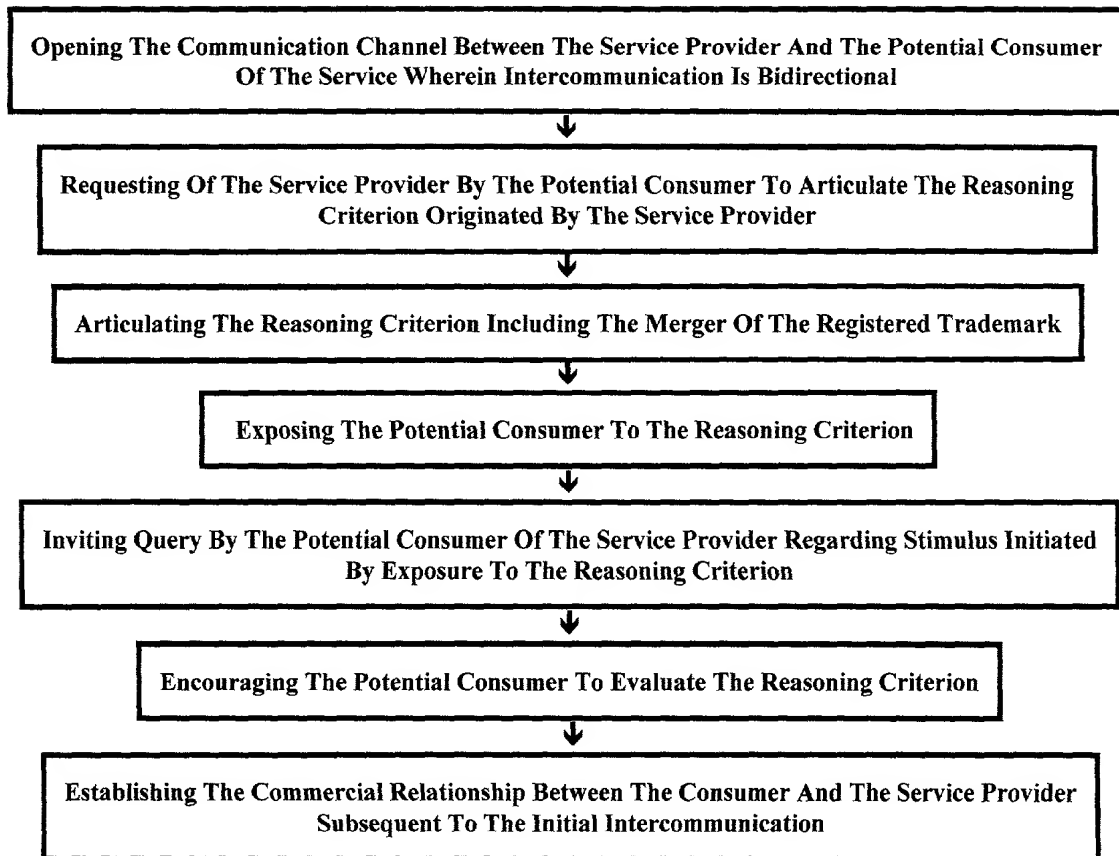 Opening The Communication Channel Between The Service Provider And The Potential Consumer
Of The Service Wherein Intercommunication Is Bidirectional
Requesting Of The Service Provider By The Potential Consumer To Articulate The Reasoning
Criterion Originated By The Service Provider
Articulating The Reasoning Criterion Including The Merger Of The Registered Trademark
Exposing The Potential Consumer To The Reasoning Criterion
Inviting Query By The Potential Consumer Of The Service Provider Regarding Stimulus Initiated
By Exposure To The Reasoning Criterion
Encouraging The Potential Consumer To Evaluate The Reasoning Criterion
Establishing The Commercial Relationship Between The Consumer And The Service Provider
Subsequent To The Initial Intercommunication